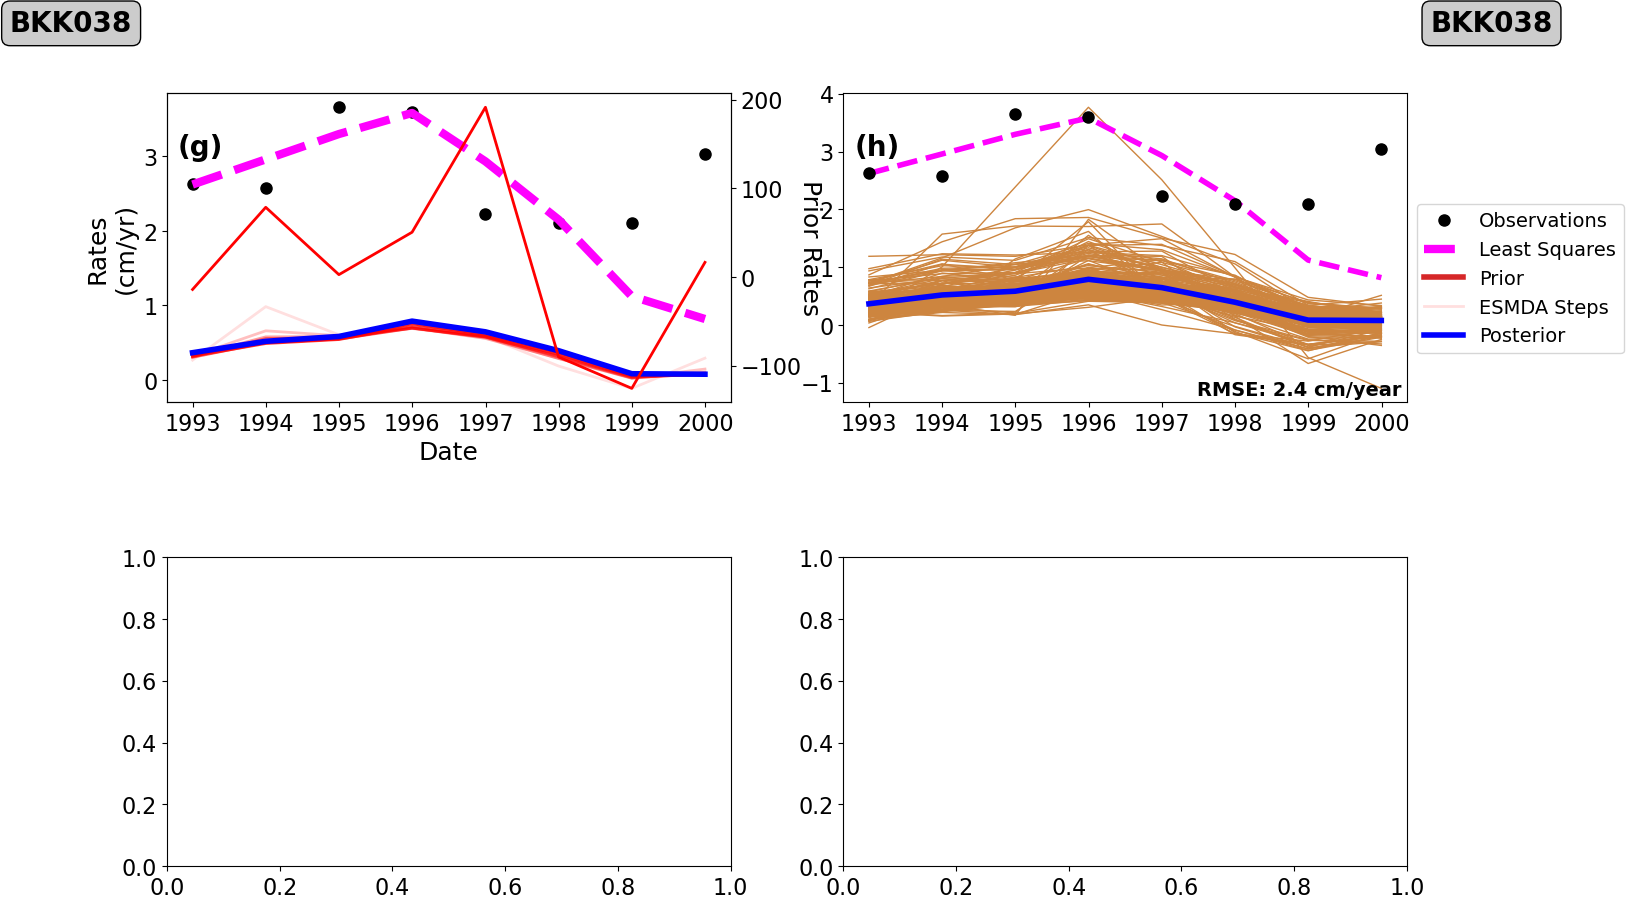 BKK038
BKK038
(g)
Rates
(cm/yr)
3
2
1
0
200
100
0
−100
1993 1994 1995 1996 1997 1998 1999 2000
Date
(h)
Prior Rates
4
3
2
1
0
−1
RMSE: 2.4 cm/year
1993 1994 1995 1996 1997 1998 1999 2000
Observations
Least Squares
Prior
ESMDA Steps
Posterior
1.0
0.8
0.6
0.4
0.2
0.0
0.0 0.2 0.4 0.6 0.8 1.0
1.0
0.8
0.6
0.4
0.2
0.0
0.0 0.2 0.4 0.6 0.8 1.0